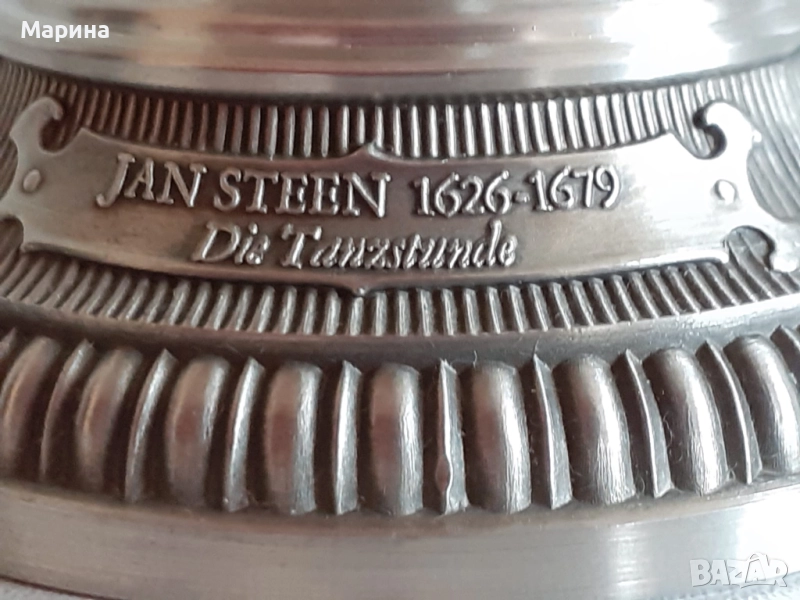 Марина
JAN STEEN 1626-1679
Die Tanzstunde
BAZAR